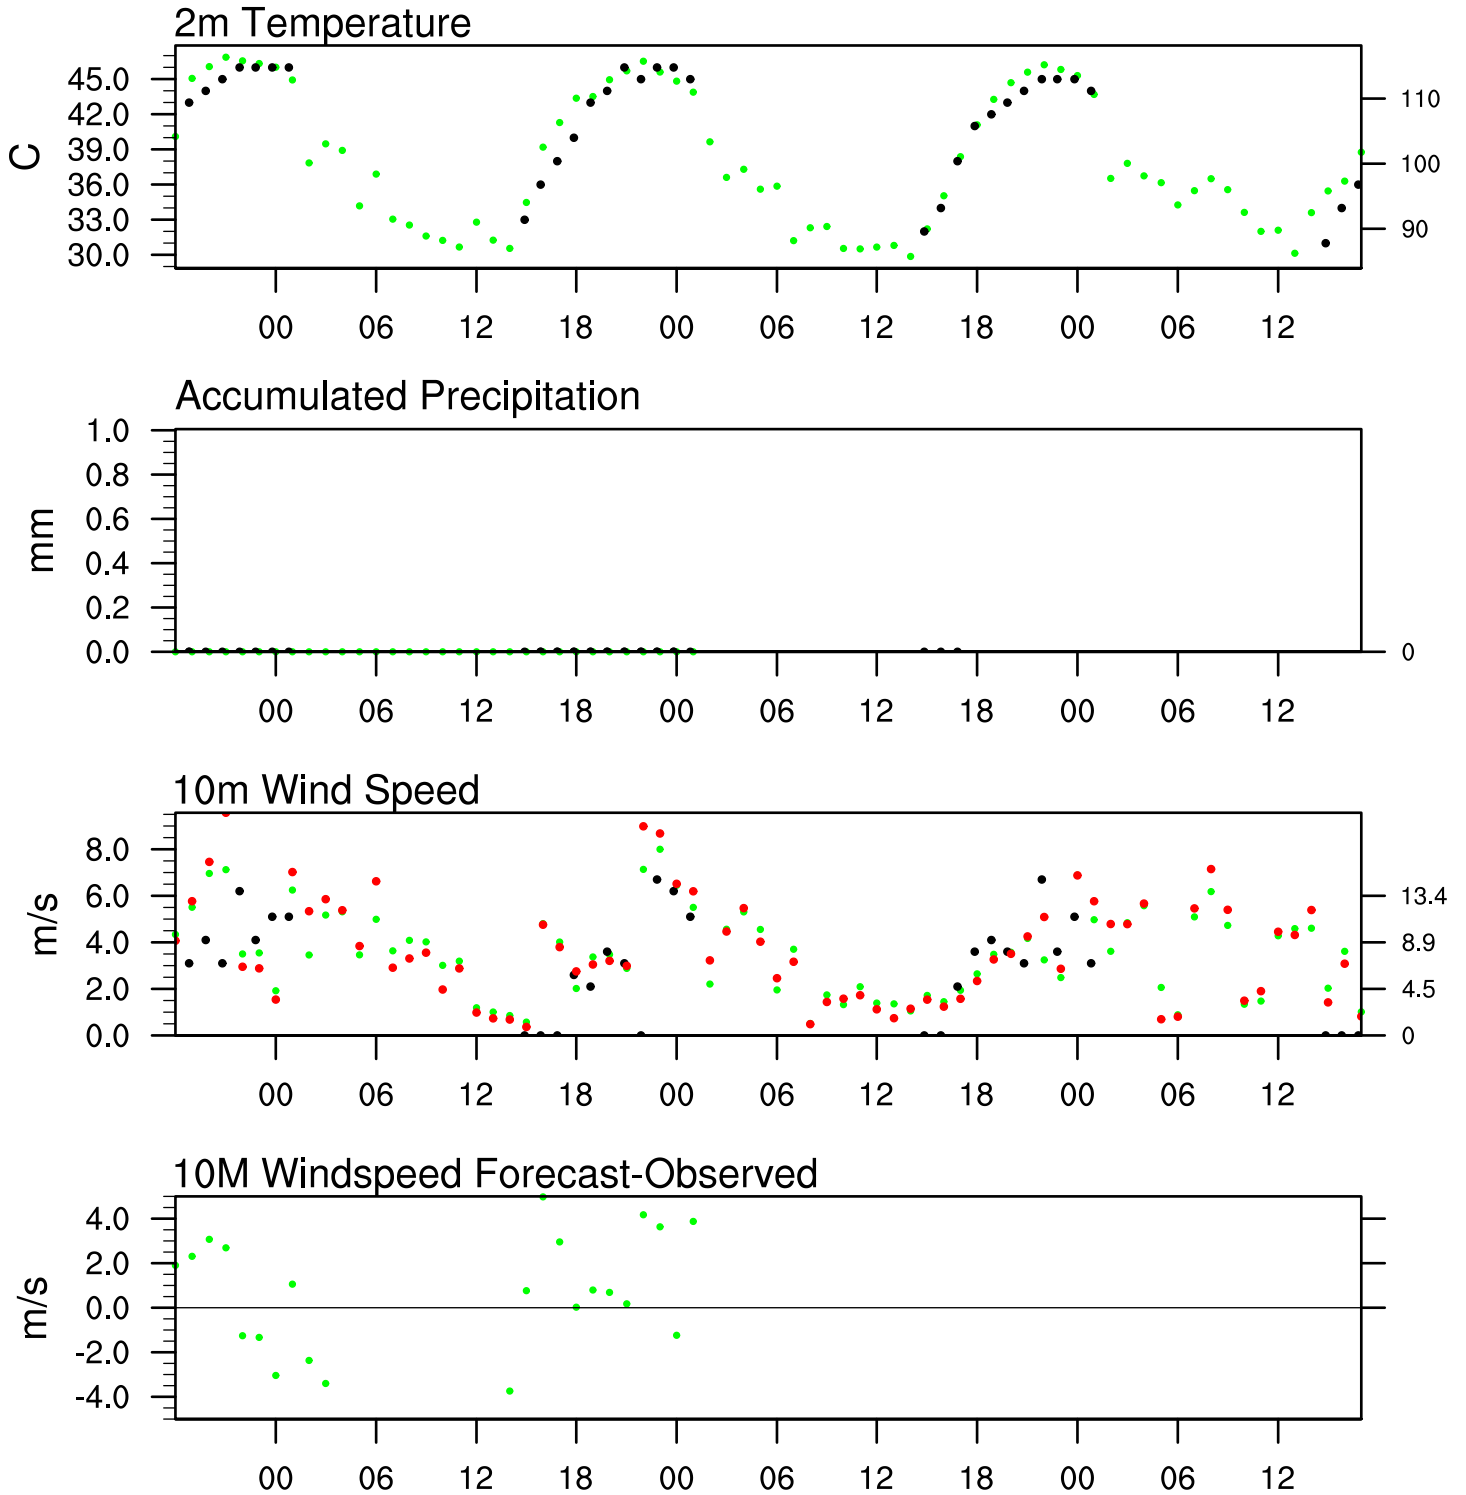 2m Temperature
C
45.0
42.0
39.0
36.0
33.0
30.0
110
100
90
00 06 12 18 00 06 12 18 00 06 12
Accumulated Precipitation
mm
1.0
0.8
0.6
0.4
0.2
0.0
0
00 06 12 18 00 06 12 18 00 06 12
10m Wind Speed
m/s
8.0
6.0
4.0
2.0
0.0
13.4
8.9
4.5
0
00 06 12 18 00 06 12 18 00 06 12
10M Windspeed Forecast-Observed
m/s
4.0
2.0
0.0
-2.0
-4.0
00 06 12 18 00 06 12 18 00 06 12